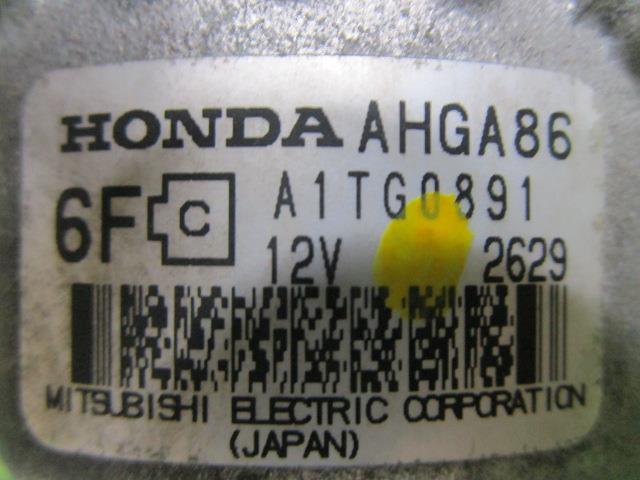 HONDA AHGA86
6F C A1TG0891
12V 2629
MITSUBISHI ELECTRIC CORPORATION
(JAPAN)